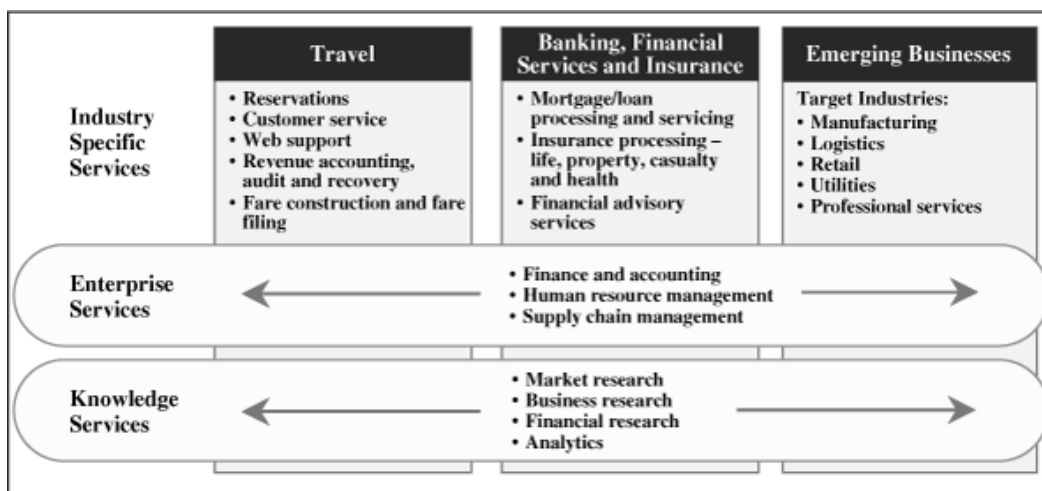 Travel
Banking, Financial
Services and Insurance
Emerging Businesses
Industry
Specific
Services
• Reservations
• Customer service
• Web support
• Revenue accounting,
audit and recovery
• Fare construction and fare
filing
• Mortgage/loan
processing and servicing
• Insurance processing –
life, property, casualty
and health
• Financial advisory
services
Target Industries:
• Manufacturing
• Logistics
• Retail
• Utilities
• Professional services
Enterprise
Services
• Finance and accounting
• Human resource management
• Supply chain management
Knowledge
Services
• Market research
• Business research
• Financial research
• Analytics